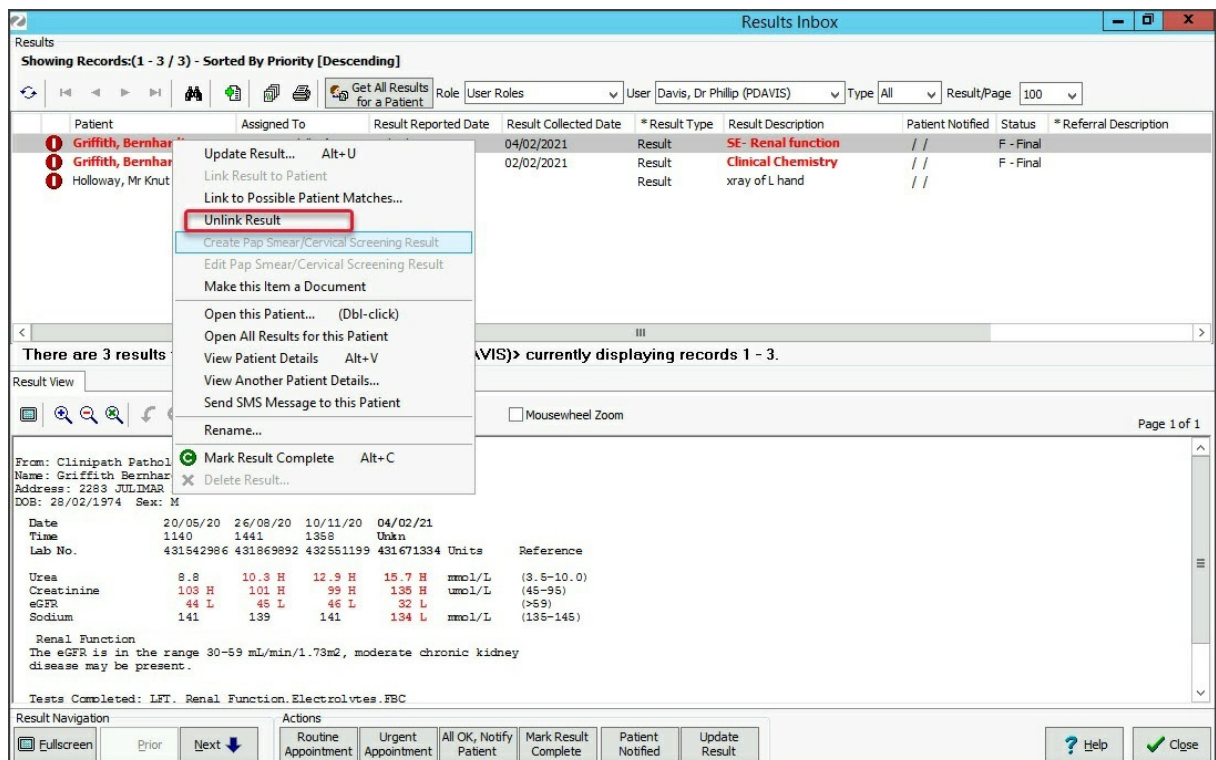 Results Inbox
Results
Showing Records:(1 - 3 / 3) - Sorted By Priority [Descending]
Get All Results for a Patient
Role User Roles User Davis, Dr Phillip (PDAVIS) Type All Result/Page 100
Patient Assigned To Result Reported Date Result Collected Date * Result Type Result Description Patient Notified Status * Referral Description
Griffith, Bernhar 04/02/2021 Result SE- Renal function / / F - Final
Griffith, Bernhar 02/02/2021 Result Clinical Chemistry / / F - Final
Holloway, Mr Knut Result xray of L hand / /
Update Result... Alt+U
Link Result to Patient
Link to Possible Patient Matches...
Unlink Result
Create Pap Smear/Cervical Screening Result
Edit Pap Smear/Cervical Screening Result
Make this Item a Document
Open this Patient... (Dbl-click)
Open All Results for this Patient
View Patient Details Alt+V
View Another Patient Details...
Send SMS Message to this Patient
Rename...
Mark Result Complete Alt+C
Delete Result...
There are 3 results AVIS)> currently displaying records 1 - 3.
Result View
Mousewheel Zoom
Page 1 of 1
From: Clinipath Pathol
Name: Griffith Bernhar
Address: 2283 JULIMAR
DOB: 28/02/1974 Sex: M
Date 20/05/20 26/08/20 10/11/20 04/02/21
Time 1140 1441 1358 Unkn
Lab No. 431542986 431869892 432551199 431671334 Units Reference
Urea 8.8 10.3 H 12.9 H 15.7 H mmol/L (3.5-10.0)
Creatinine 103 H 101 H 99 H 135 H umol/L (45-95)
eGFR 44 L 45 L 46 L 32 L (>59)
Sodium 141 139 141 134 L mmol/L (135-145)
Renal Function
The eGFR is in the range 30-59 mL/min/1.73m2, moderate chronic kidney
disease may be present.
Tests Completed: LFT. Renal Function.Electrolytes.FBC
Result Navigation
Fullscreen Prior Next
Actions
Routine Appointment
Urgent Appointment
All OK, Notify Patient
Mark Result Complete
Patient Notified
Update Result
Help
Close